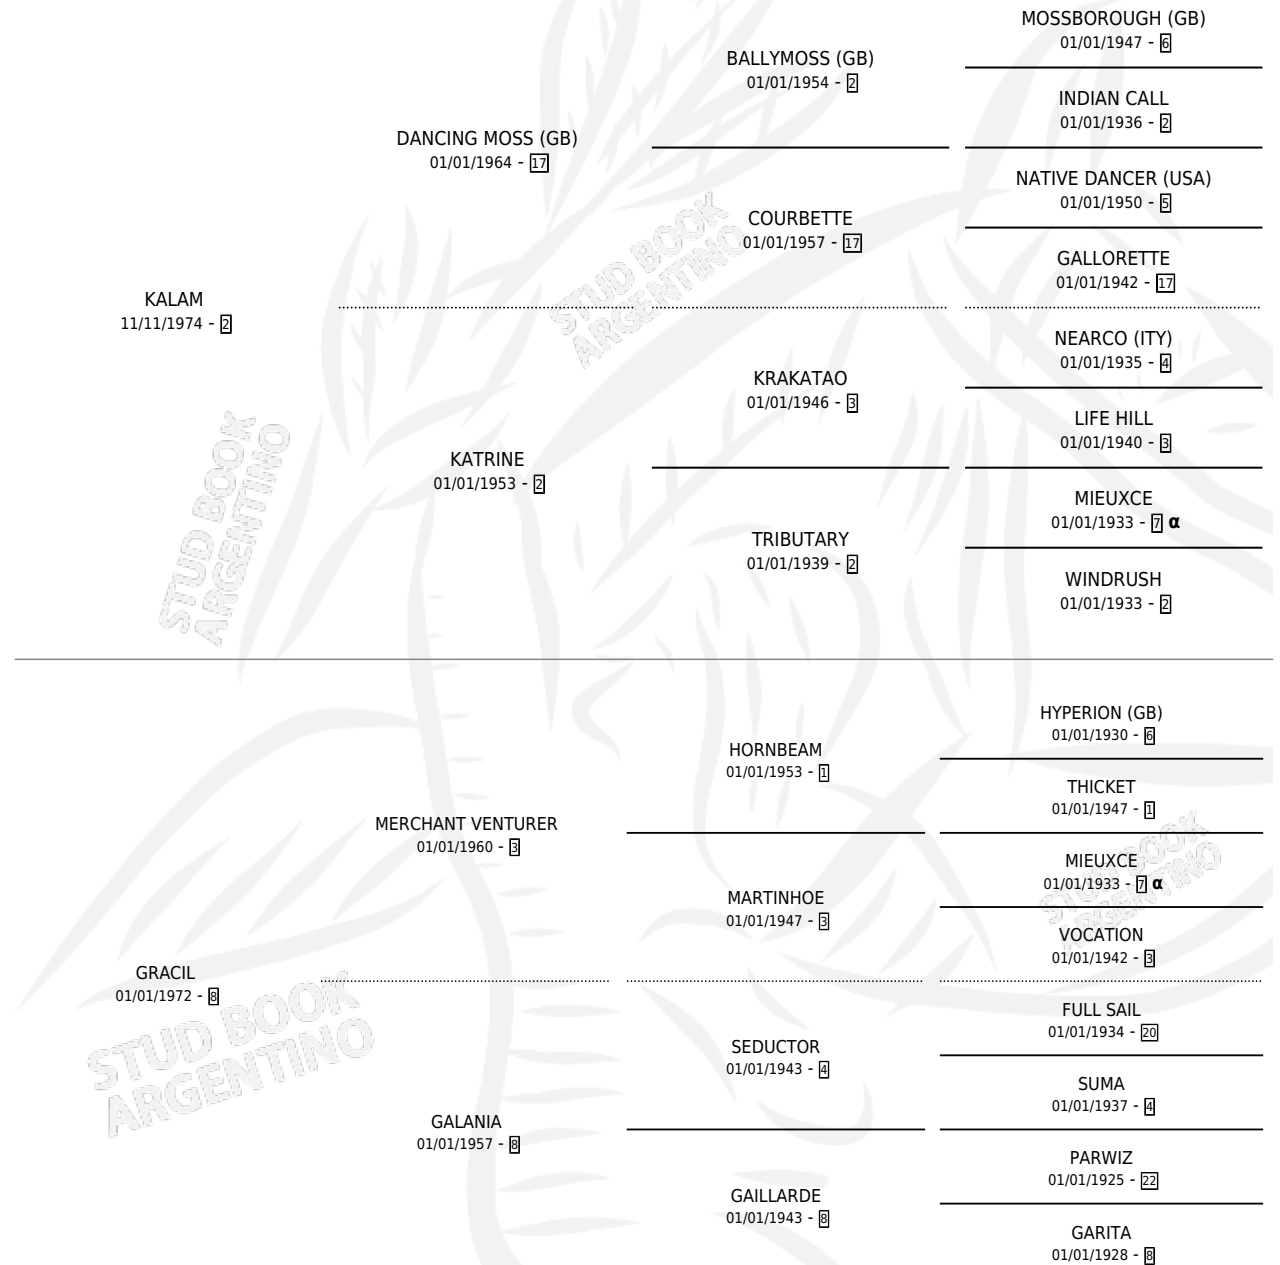 MOSSBOROUGH (GB)
01/01/1947 - 6
BALLYMOSS (GB)
01/01/1954 - 2
INDIAN CALL
01/01/1936 - 2
DANCING MOSS (GB)
01/01/1964 - 17
NATIVE DANCER (USA)
01/01/1950 - 5
COURBETTE
01/01/1957 - 17
GALLORETTE
01/01/1942 - 17
KALAM
11/11/1974 - 2
NEARCO (ITY)
01/01/1935 - 4
KRAKATAO
01/01/1946 - 3
LIFE HILL
01/01/1940 - 3
KATRINE
01/01/1953 - 2
MIEUXCE
01/01/1933 - 7 α
TRIBUTARY
01/01/1939 - 2
WINDRUSH
01/01/1933 - 2
HYPERION (GB)
01/01/1930 - 6
HORNBEAM
01/01/1953 - 1
THICKET
01/01/1947 - 1
MERCHANT VENTURER
01/01/1960 - 3
MIEUXCE
01/01/1933 - 7 α
MARTINHOE
01/01/1947 - 3
VOCATION
01/01/1942 - 3
GRACIL
01/01/1972 - 8
FULL SAIL
01/01/1934 - 20
SEDUCTOR
01/01/1943 - 4
SUMA
01/01/1937 - 4
GALANIA
01/01/1957 - 8
PARWIZ
01/01/1925 - 22
GAILLARDE
01/01/1943 - 8
GARITA
01/01/1928 - 8
STUD BOOK
ARGENTINO
STUD BOOK
ARGENTINO
STUD BOOK
ARGENTINO
STUD BOOK
ARGENTINO